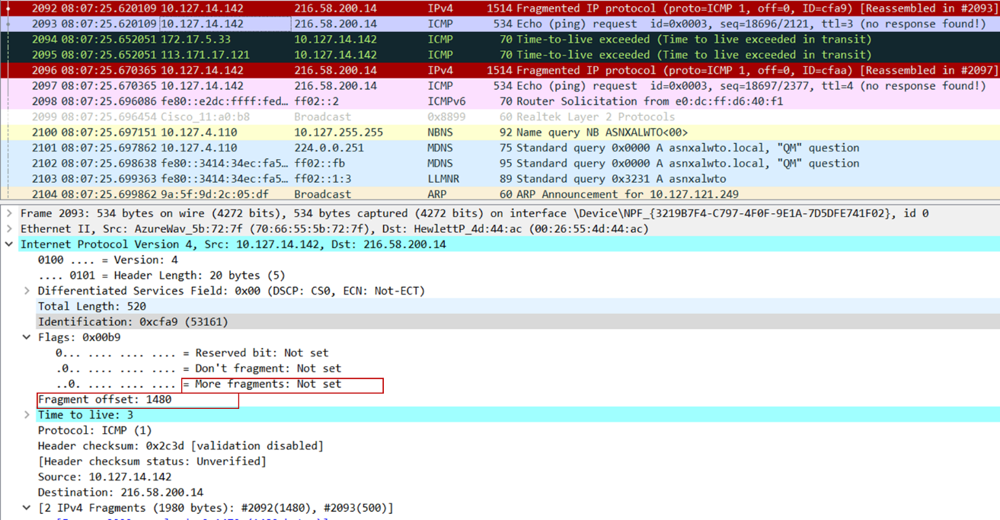 2092 08:07:25.620109 10.127.14.142 216.58.200.14 IPv4 1514 Fragmented IP protocol (proto=ICMP 1, off=0, ID=cfa9) [Reassembled in #2093]
2093 08:07:25.620109 10.127.14.142 216.58.200.14 ICMP 534 Echo (ping) request id=0x0003, seq=18696/2121, ttl=3 (no response found!)
2094 08:07:25.652051 172.17.5.33 10.127.14.142 ICMP 70 Time-to-live exceeded (Time to live exceeded in transit)
2095 08:07:25.652051 113.171.17.121 10.127.14.142 ICMP 70 Time-to-live exceeded (Time to live exceeded in transit)
2096 08:07:25.670365 10.127.14.142 216.58.200.14 IPv4 1514 Fragmented IP protocol (proto=ICMP 1, off=0, ID=cfaa) [Reassembled in #2097]
2097 08:07:25.670365 10.127.14.142 216.58.200.14 ICMP 534 Echo (ping) request id=0x0003, seq=18697/2377, ttl=4 (no response found!)
2098 08:07:25.696086 fe80::e2dc:ffff:fed… ff02::2 ICMPv6 70 Router Solicitation from e0:dc:ff:d6:40:f1
2099 08:07:25.696454 Cisco_11:a0:b8 Broadcast 0x8899 60 Realtek Layer 2 Protocols
2100 08:07:25.697151 10.127.4.110 10.127.255.255 NBNS 92 Name query NB ASNXALWTO<00>
2101 08:07:25.697862 10.127.4.110 224.0.0.251 MDNS 75 Standard query 0x0000 A asnxalwto.local, "QM" question
2102 08:07:25.698638 fe80::3414:34ec:fa5… ff02::fb MDNS 95 Standard query 0x0000 A asnxalwto.local, "QM" question
2103 08:07:25.699363 fe80::3414:34ec:fa5… ff02::1:3 LLMNR 89 Standard query 0x3231 A asnxalwto
2104 08:07:25.699862 9a:5f:9d:2c:05:df Broadcast ARP 60 ARP Announcement for 10.127.121.249
Frame 2093: 534 bytes on wire (4272 bits), 534 bytes captured (4272 bits) on interface \Device\NPF_{3219B7F4-C797-4F0F-9E1A-7D5DFE741F02}, id 0
Ethernet II, Src: AzureWav_5b:72:7f (70:66:55:5b:72:7f), Dst: HewlettP_4d:44:ac (00:26:55:4d:44:ac)
Internet Protocol Version 4, Src: 10.127.14.142, Dst: 216.58.200.14
0100 .... = Version: 4
.... 0101 = Header Length: 20 bytes (5)
Differentiated Services Field: 0x00 (DSCP: CS0, ECN: Not-ECT)
Total Length: 520
Identification: 0xcfa9 (53161)
Flags: 0x00b9
0... .... .... .... = Reserved bit: Not set
.0.. .... .... .... = Don't fragment: Not set
..0. .... .... .... = More fragments: Not set
Fragment offset: 1480
Time to live: 3
Protocol: ICMP (1)
Header checksum: 0x2c3d [validation disabled]
[Header checksum status: Unverified]
Source: 10.127.14.142
Destination: 216.58.200.14
[2 IPv4 Fragments (1980 bytes): #2092(1480), #2093(500)]